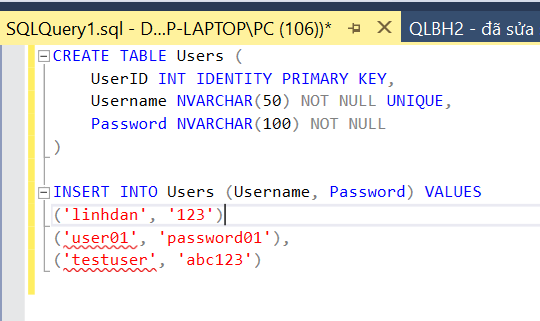 SQLQuery1.sql - D...P-LAPTOP\PC (106))* QLBH2 - đã sửa
CREATE TABLE Users (
    UserID INT IDENTITY PRIMARY KEY,
    Username NVARCHAR(50) NOT NULL UNIQUE,
    Password NVARCHAR(100) NOT NULL
)

INSERT INTO Users (Username, Password) VALUES
('linhdan', '123')
('user01', 'password01'),
('testuser', 'abc123')